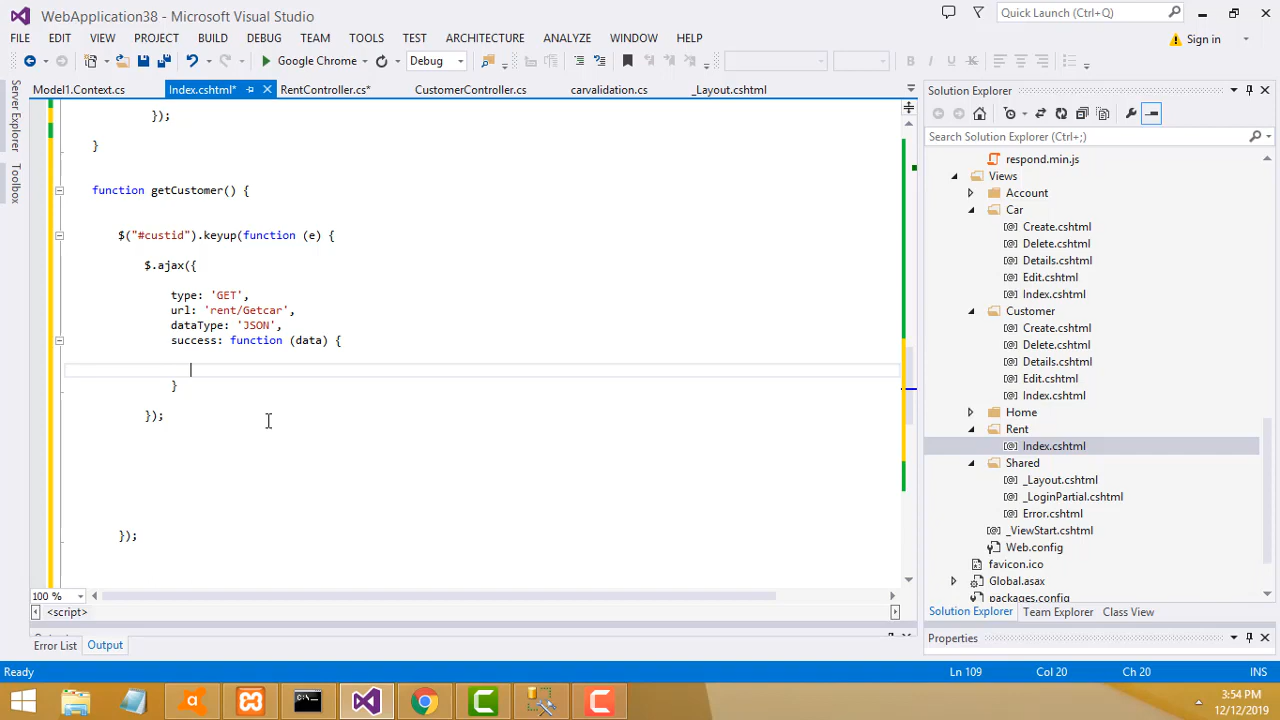 WebApplication38 - Microsoft Visual Studio
Quick Launch (Ctrl+Q)
FILE EDIT VIEW PROJECT BUILD DEBUG TEAM TOOLS TEST ARCHITECTURE ANALYZE WINDOW HELP
Sign in
Google Chrome
Debug
Server Explorer
Toolbox
Model1.Context.cs
Index.cshtml*
RentController.cs*
CustomerController.cs
carvalidation.cs
_Layout.cshtml
});
}
function getCustomer() {
$("#custid").keyup(function (e) {
$.ajax({
type: 'GET',
url: 'rent/Getcar',
dataType: 'JSON',
success: function (data) {
}
});
});
100 %
<script>
Error List
Output
Solution Explorer
Search Solution Explorer (Ctrl+;)
respond.min.js
Views
Account
Car
Create.cshtml
Delete.cshtml
Details.cshtml
Edit.cshtml
Index.cshtml
Customer
Create.cshtml
Delete.cshtml
Details.cshtml
Edit.cshtml
Index.cshtml
Home
Rent
Index.cshtml
Shared
_Layout.cshtml
_LoginPartial.cshtml
Error.cshtml
_ViewStart.cshtml
Web.config
favicon.ico
Global.asax
packages.config
Solution Explorer Team Explorer Class View
Properties
Ready
Ln 109
Col 20
Ch 20
INS
3:54 PM
12/12/2019